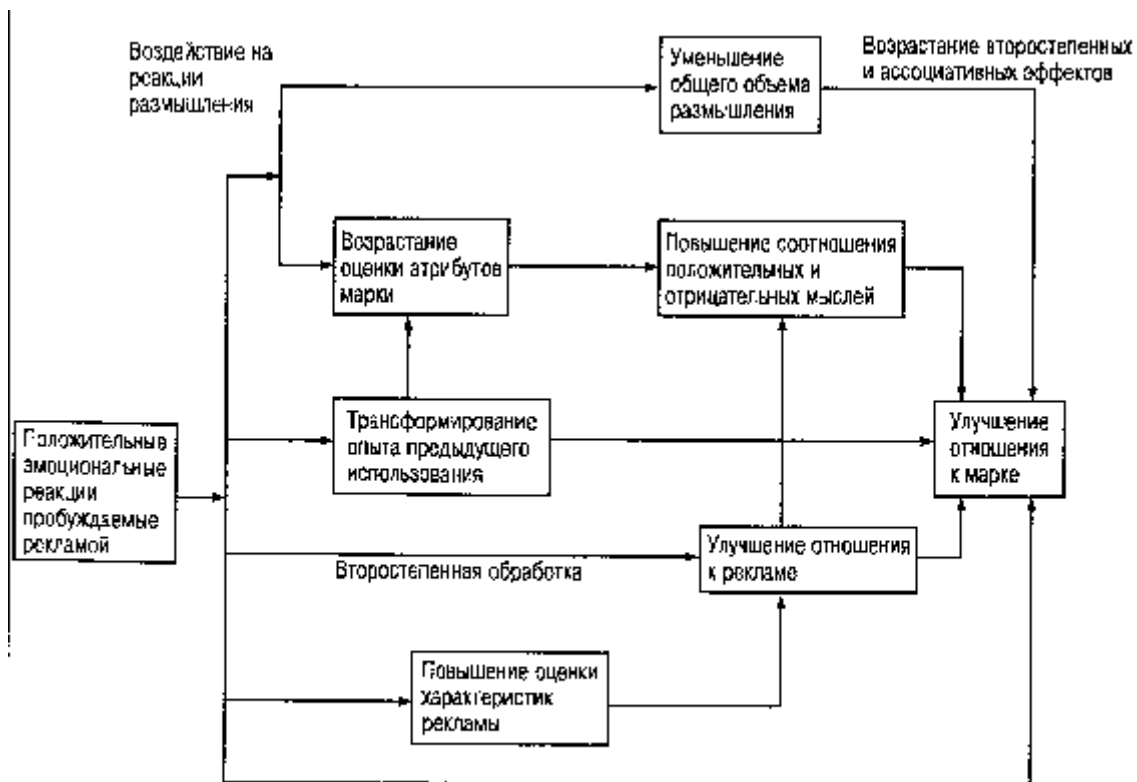 Воздействие на
реакции
размышления
Уменьшение
общего объема
размышления
Возрастание второстепенных
и ассоциативных эффектов
Возрастание
оценки атрибутов
марки
Повышение соотношения
положительных и
отрицательных мыслей
Положительные
эмоциональные
реакции
пробуждаемые
рекламой
Трансформирование
опыта предыдущего
использования
Улучшение
отношения
к марке
Второстепенная обработка
Улучшение отношения
к рекламе
Повышение оценки
характеристик
рекламы